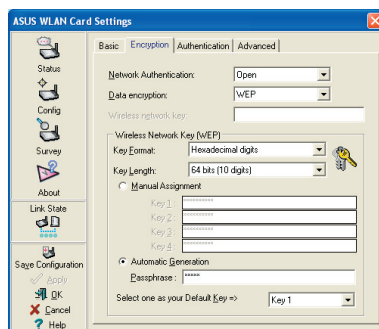 ASUS WLAN Card Settings
Status
Config
Survey
About
Link State
Save Configuration
Apply
OK
Cancel
Help
Basic Encryption Authentication Advanced
Network Authentication: Open
Data encryption: WEP
Wireless network key:
Wireless Network Key (WEP)
Key Format: Hexadecimal digits
Key Length: 64 bits (10 digits)
Manual Assignment
Key 1 : **********
Key 2 : **********
Key 3 : **********
Key 4 : **********
Automatic Generation
Passphrase : *****
Select one as your Default Key => Key 1